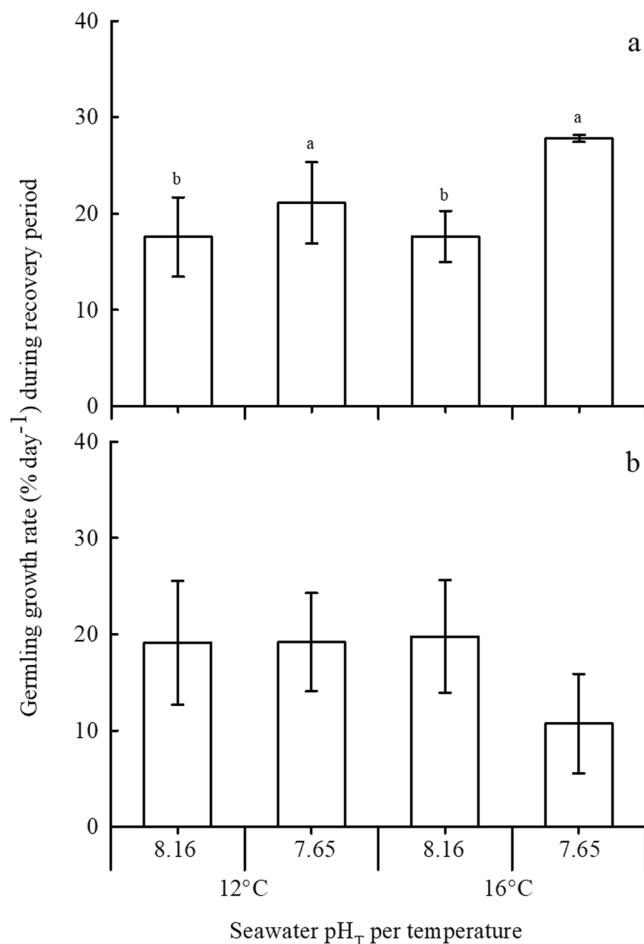 Germling growth rate (% day⁻¹) during recovery period
40
a
30
20
10
0
b
a
b
a
40
b
30
20
10
0
8.16 7.65 8.16 7.65
12°C 16°C
Seawater pH_T per temperature